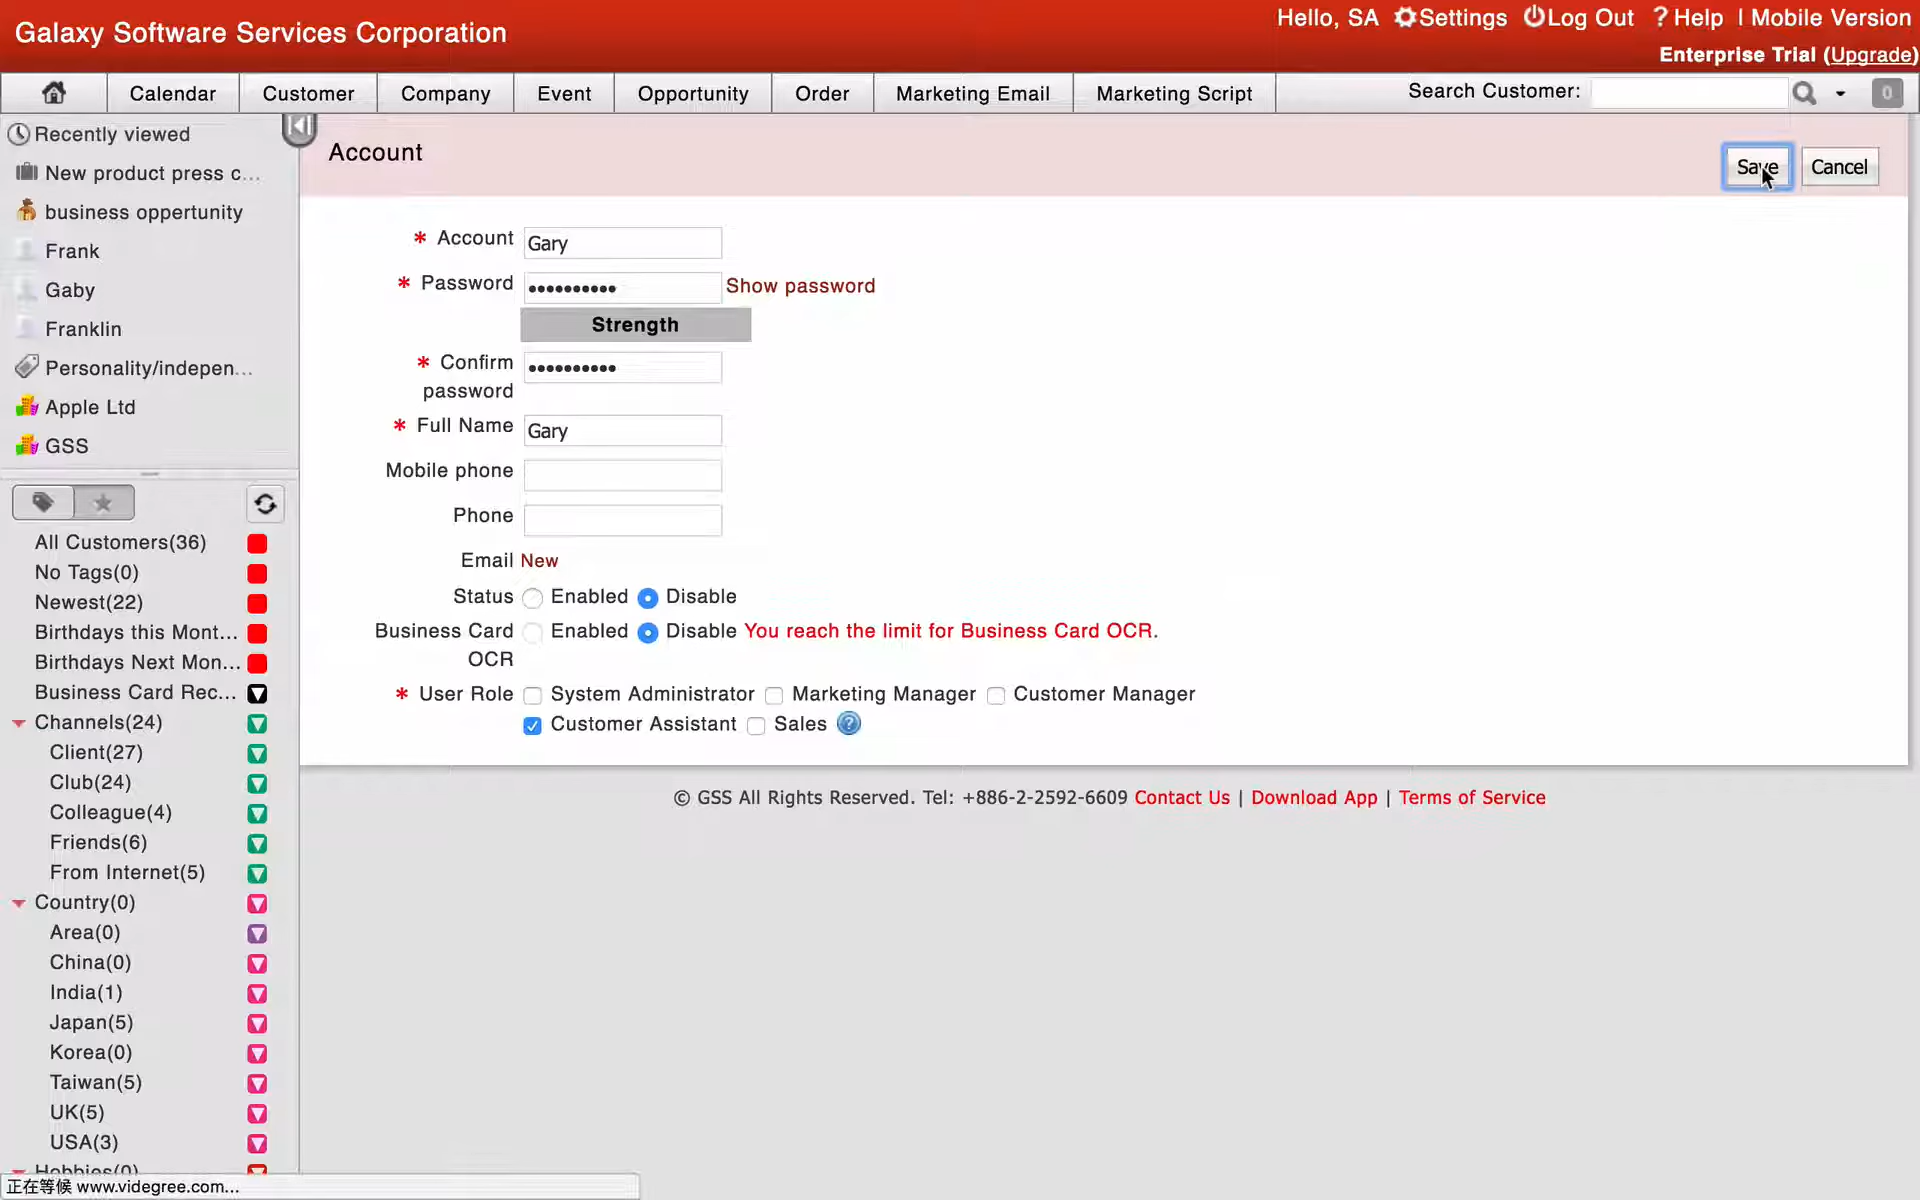 Galaxy Software Services Corporation
Hello, SA Settings Log Out ? Help | Mobile Version
Enterprise Trial (Upgrade)
Calendar Customer Company Event Opportunity Order Marketing Email Marketing Script Search Customer: 0
Recently viewed
New product press c...
business oppertunity
Frank
Gaby
Franklin
Personality/indepen...
Apple Ltd
GSS
All Customers(36)
No Tags(0)
Newest(22)
Birthdays this Mont...
Birthdays Next Mon...
Business Card Rec...
Channels(24)
Client(27)
Club(24)
Colleague(4)
Friends(6)
From Internet(5)
Country(0)
Area(0)
China(0)
India(1)
Japan(5)
Korea(0)
Taiwan(5)
UK(5)
USA(3)
Hobbies(0)
正在等候 www.videgree.com...
Account
Save Cancel
* Account Gary
* Password •••••••••• Show password
Strength
* Confirm ••••••••••
password
* Full Name Gary
Mobile phone
Phone
Email New
Status Enabled Disable
Business Card Enabled Disable You reach the limit for Business Card OCR.
OCR
* User Role System Administrator Marketing Manager Customer Manager
Customer Assistant Sales ?
© GSS All Rights Reserved. Tel: +886-2-2592-6609 Contact Us | Download App | Terms of Service